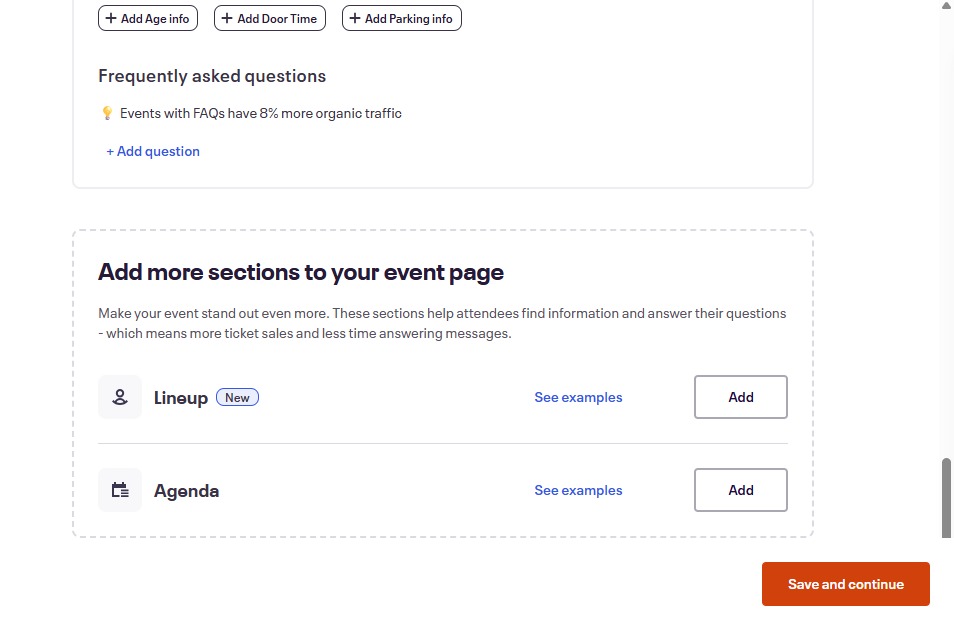 + Add Age info
+ Add Door Time
+ Add Parking info
Frequently asked questions
Events with FAQs have 8% more organic traffic
+ Add question
Add more sections to your event page
Make your event stand out even more. These sections help attendees find information and answer their questions
- which means more ticket sales and less time answering messages.
Lineup New See examples Add
Agenda See examples Add
Save and continue